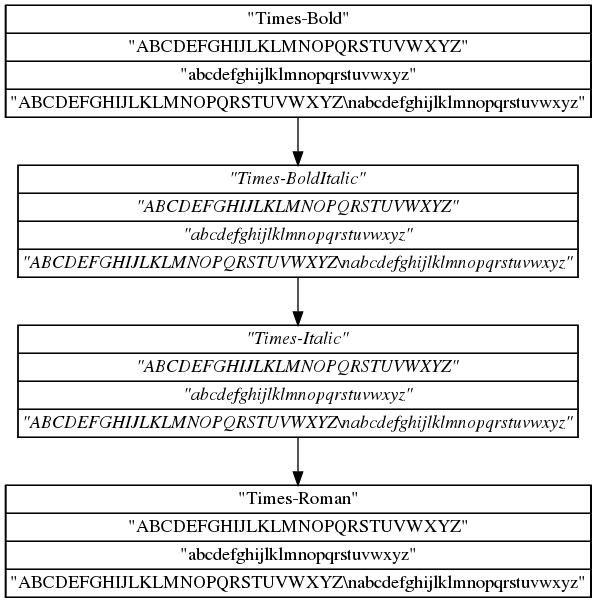 "Times-Bold"
"ABCDEFGHIJLKLMNOPQRSTUVWXYZ"
"abcdefghijlklmnopqrstuvwxyz"
"ABCDEFGHIJLKLMNOPQRSTUVWXYZ\nabcdefghijlklmnopqrstuvwxyz"
"Times-BoldItalic"
"ABCDEFGHIJLKLMNOPQRSTUVWXYZ"
"abcdefghijlklmnopqrstuvwxyz"
"ABCDEFGHIJLKLMNOPQRSTUVWXYZ\nabcdefghijlklmnopqrstuvwxyz"
"Times-Italic"
"ABCDEFGHIJLKLMNOPQRSTUVWXYZ"
"abcdefghijlklmnopqrstuvwxyz"
"ABCDEFGHIJLKLMNOPQRSTUVWXYZ\nabcdefghijlklmnopqrstuvwxyz"
"Times-Roman"
"ABCDEFGHIJLKLMNOPQRSTUVWXYZ"
"abcdefghijlklmnopqrstuvwxyz"
"ABCDEFGHIJLKLMNOPQRSTUVWXYZ\nabcdefghijlklmnopqrstuvwxyz"